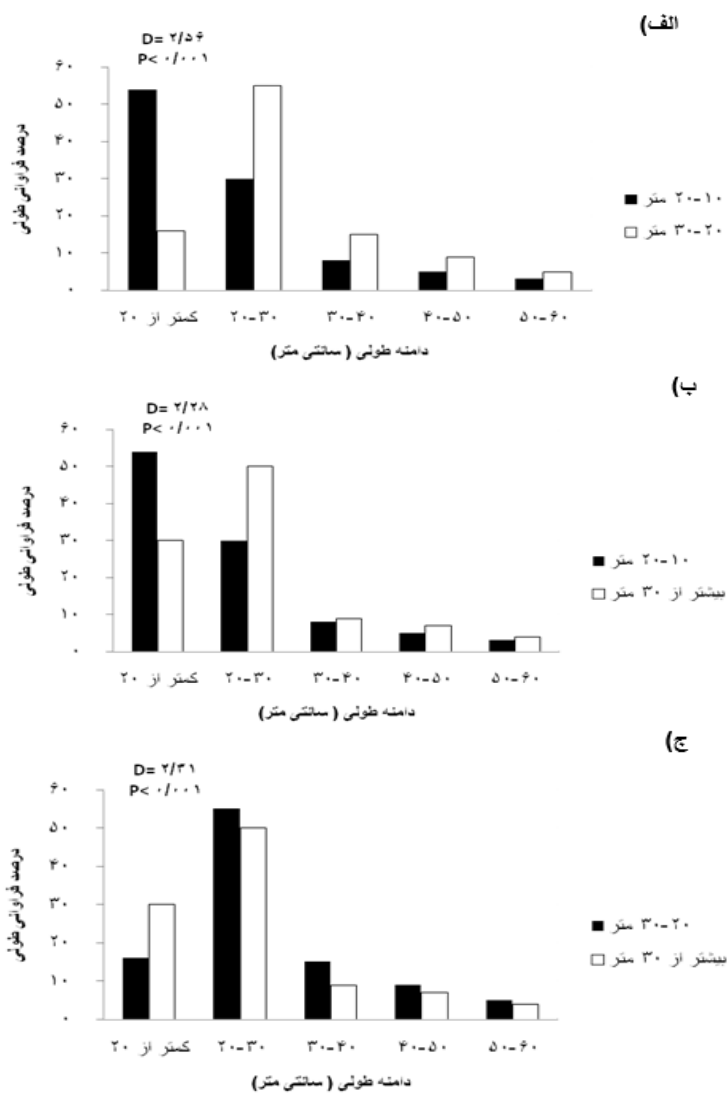 الف)
D= ۲/۵۶
P< ۰/۰۰۱
درصد فراوانی طولی
۶۰
۵۰
۴۰
۳۰
۲۰
۱۰
۰
کمتر از ۲۰
۲۰-۳۰
۳۰-۴۰
۴۰-۵۰
۵۰-۶۰
دامنه طولی ( سانتی متر)
۲۰-۱۰ متر
۳۰-۲۰ متر
ب)
D= ۲/۲۸
P< ۰/۰۰۱
درصد فراوانی طولی
۶۰
۵۰
۴۰
۳۰
۲۰
۱۰
۰
کمتر از ۲۰
۲۰-۳۰
۳۰-۴۰
۴۰-۵۰
۵۰-۶۰
دامنه طولی ( سانتی متر)
۲۰-۱۰ متر
بیشتر از ۳۰ متر
ج)
D= ۲/۳۱
P< ۰/۰۰۱
درصد فراوانی طولی
۶۰
۵۰
۴۰
۳۰
۲۰
۱۰
۰
کمتر از ۲۰
۲۰-۳۰
۳۰-۴۰
۴۰-۵۰
۵۰-۶۰
دامنه طولی ( سانتی متر)
۳۰-۲۰ متر
بیشتر از ۳۰ متر